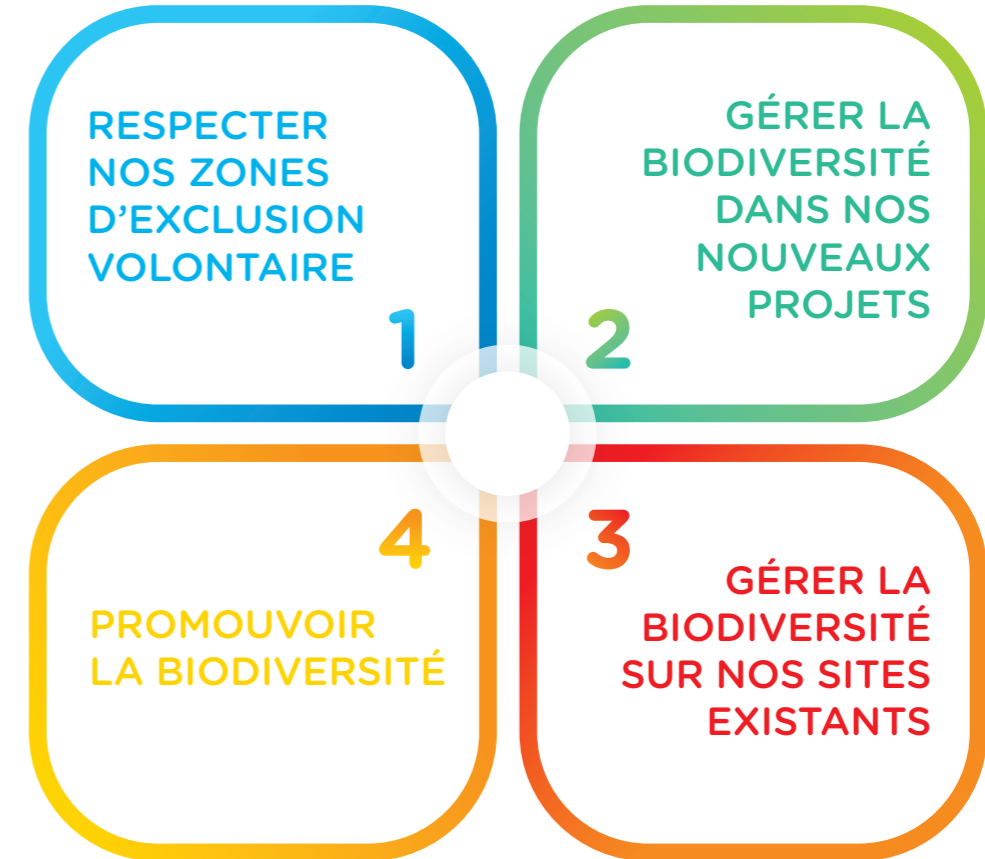 RESPECTER
NOS ZONES
D’EXCLUSION
VOLONTAIRE
1
GÉRER LA
BIODIVERSITÉ
DANS NOS
NOUVEAUX
PROJETS
2
3
GÉRER LA
BIODIVERSITÉ
SUR NOS SITES
EXISTANTS
4
PROMOUVOIR
LA BIODIVERSITÉ